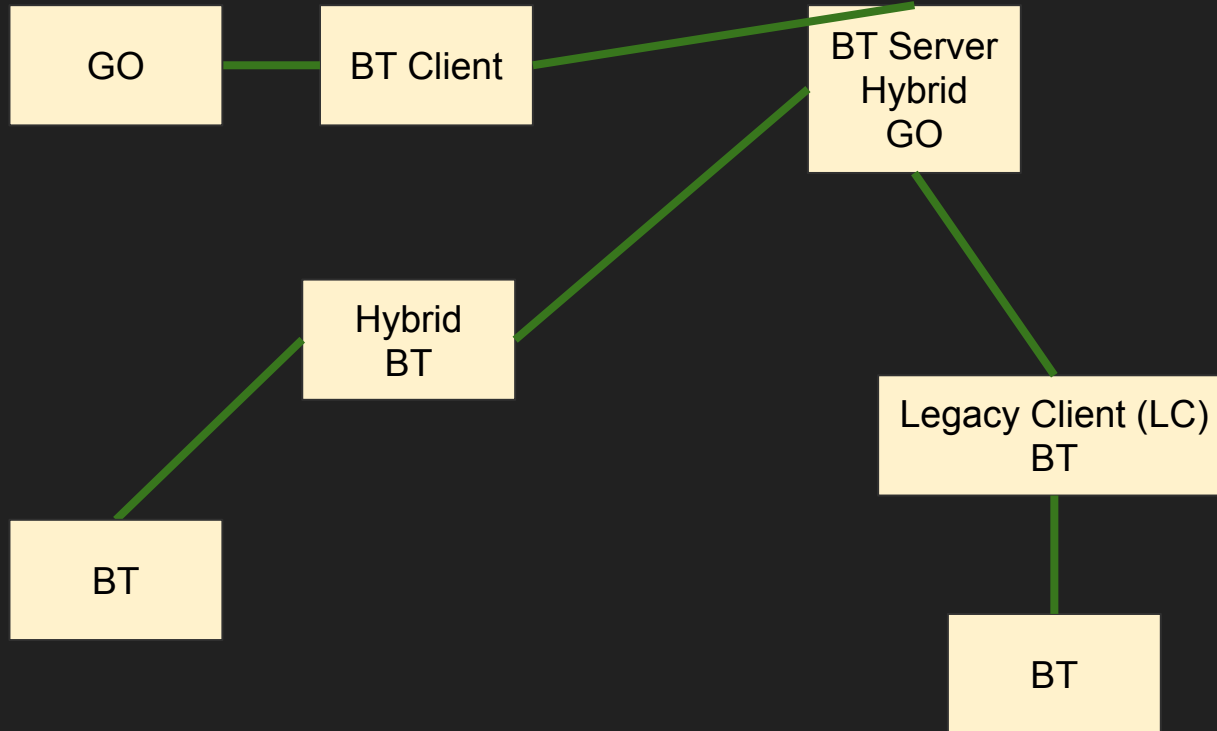 GO
BT Client
BT Server
Hybrid
GO
Hybrid
BT
Legacy Client (LC)
BT
BT
BT